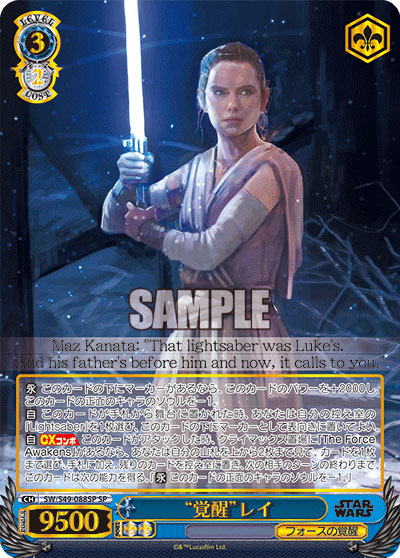 LEVEL
3
2
COST
SAMPLE
Maz Kanata: "That lightsaber was Luke's.
And his father's before him and now, it calls to you.
永 このカードの下にマーカーがあるなら、このカードのパワーを+2000し、
このカードの正面のキャラのソウルを-1。
自 このカードが手札から舞台に置かれた時、あなたは自分の控え室の
「Lightsaber」を1枚選び、このカードの下にマーカーとして表向きに置いてよい。
自 CXコンボ このカードがアタックした時、クライマックス置場に「The Force
Awakens」があるなら、あなたは自分の山札の上から2枚まで見て、カードを1枚
まで選び、手札に加え、残りのカードを控え室に置き、次の相手のターンの終わりまで、
このカードは次の能力を得る。『永 このカードの正面のキャラのソウルを-1。』
CH
SW/S49-088SP SP
POWER
9500
“覚醒”レイ
フォースの覚醒
STAR
WARS
©&™Lucasfilm Ltd.